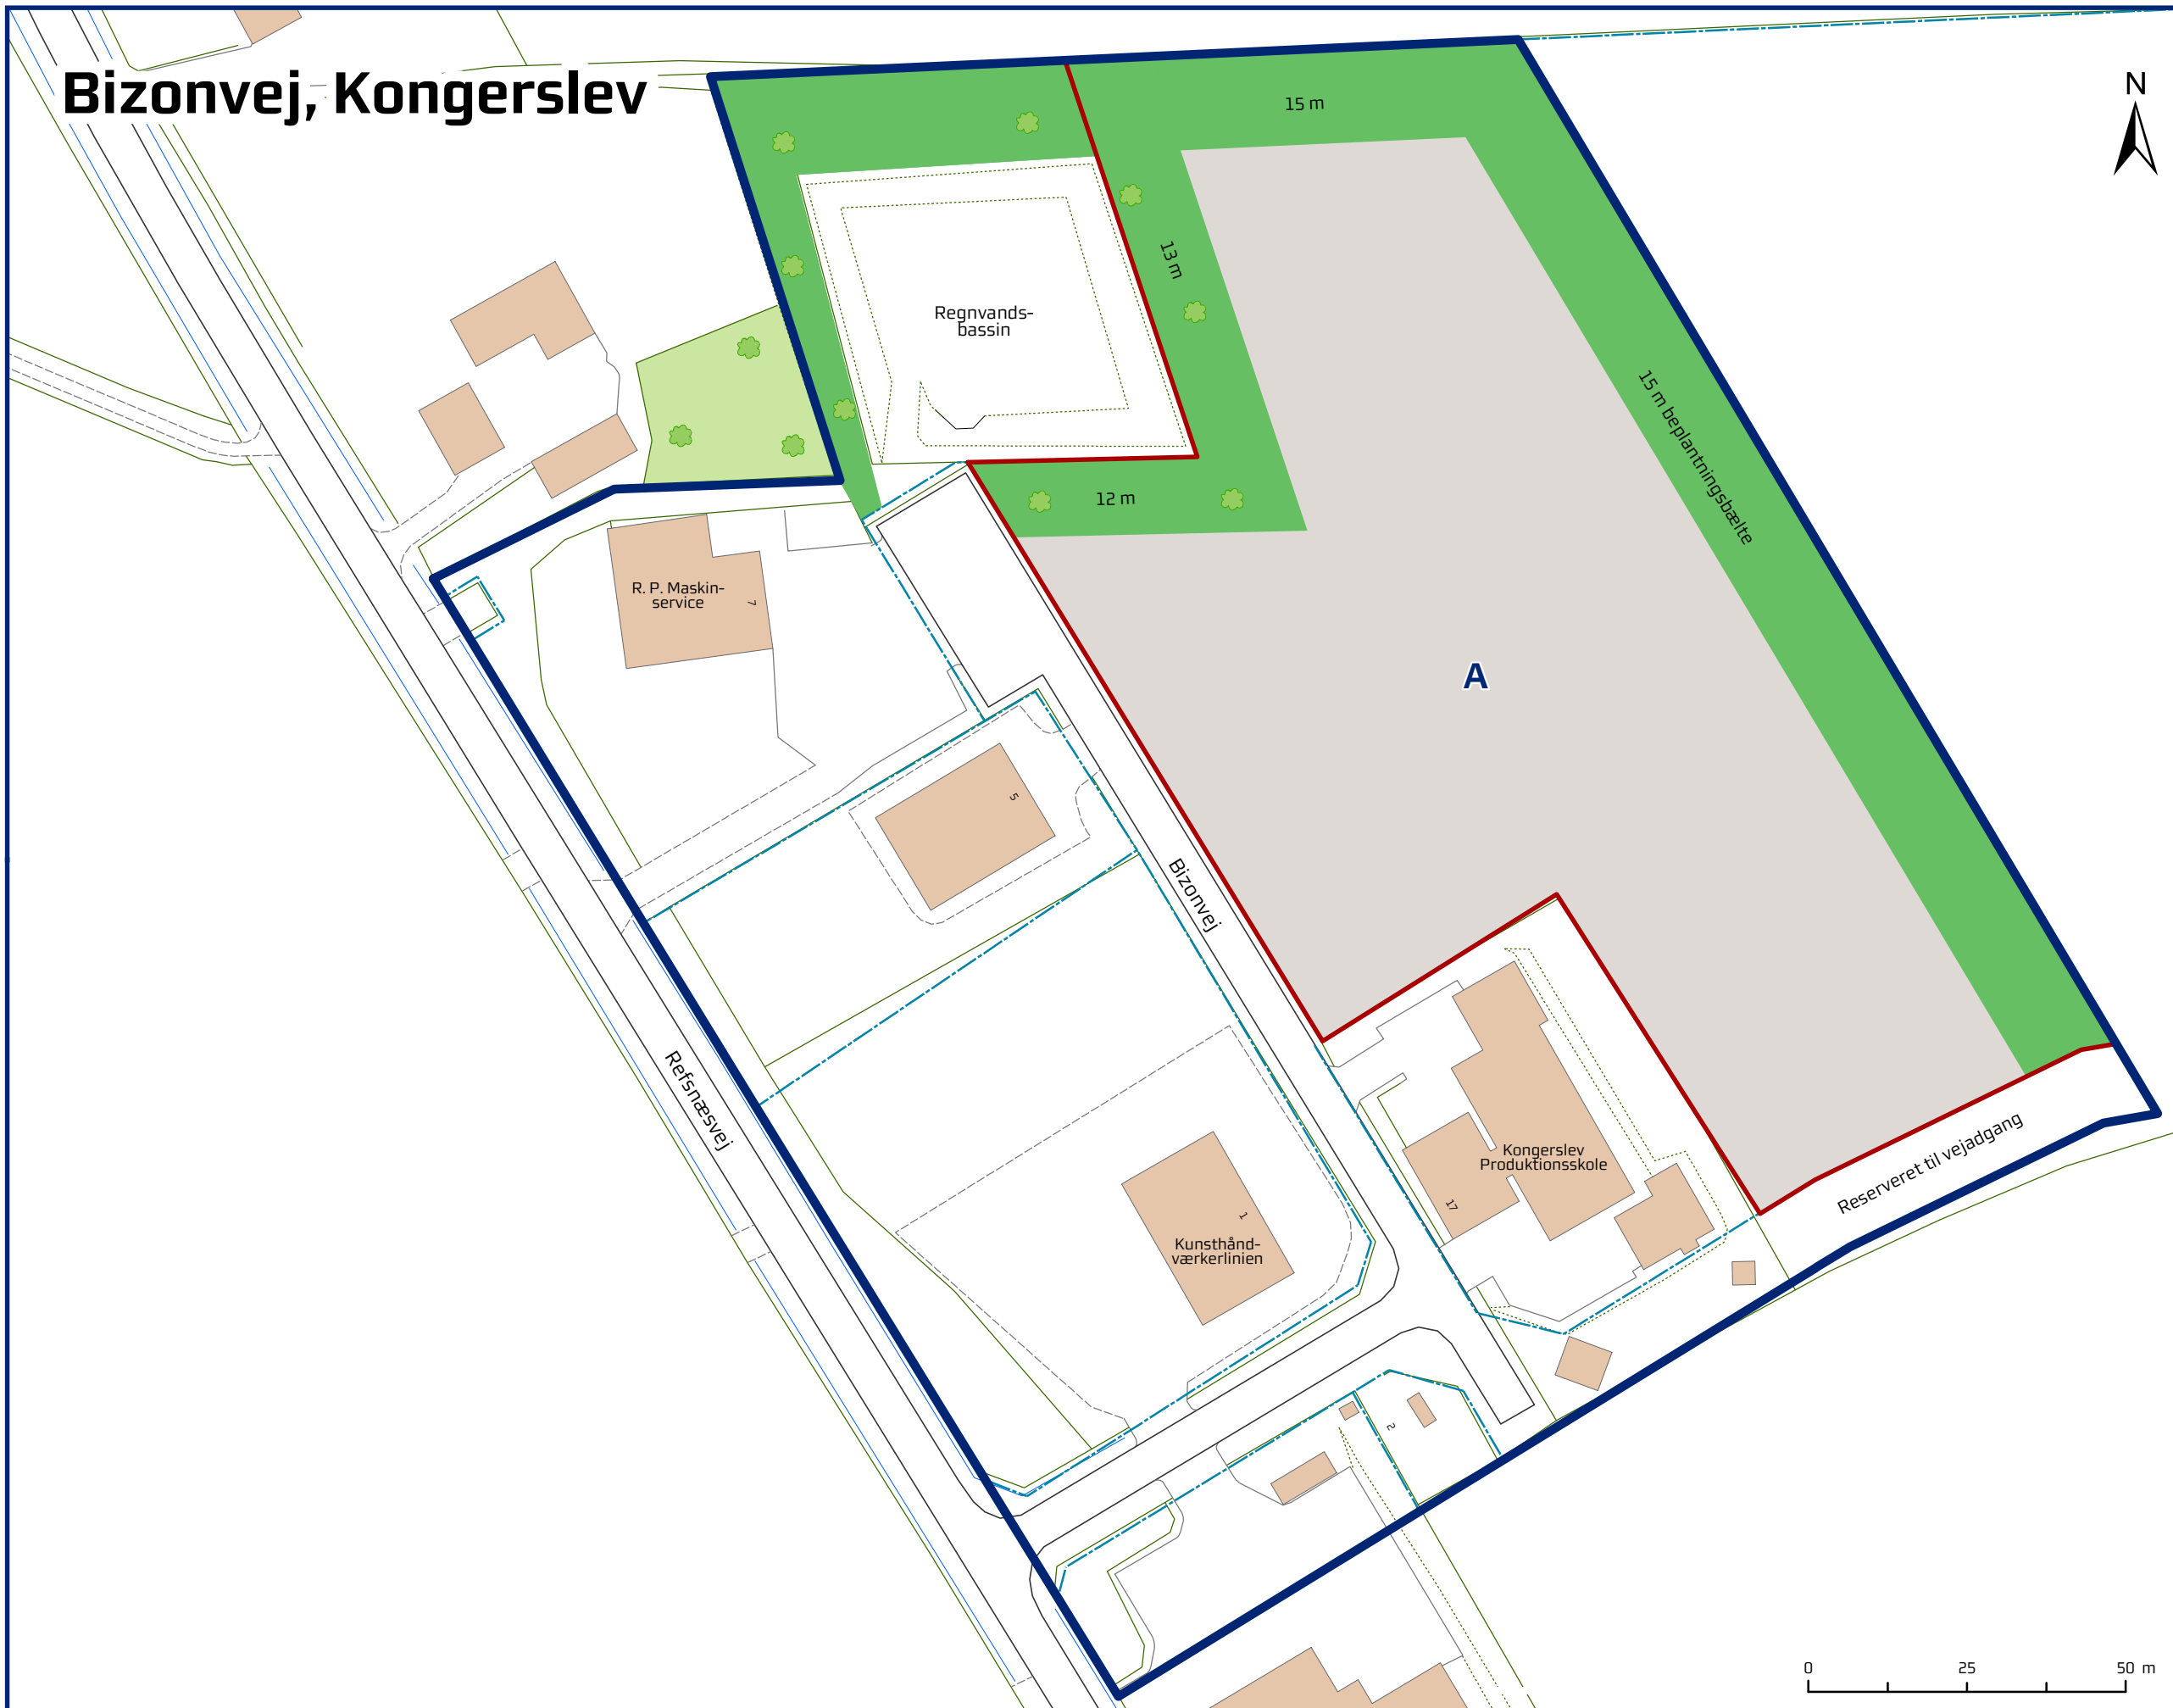 Bizonvej, Kongerslev
N
15 m
13 m
Regnvands-
bassin
15 m beplantningsbælte
12 m
R. P. Maskin-
service
7
A
5
Bizonvej
Refsnæsvej
Kongerslev
Produktionsskole
17
Reserveret til vejadgang
1
Kunsthånd-
værkerlinien
2
0 25 50 m